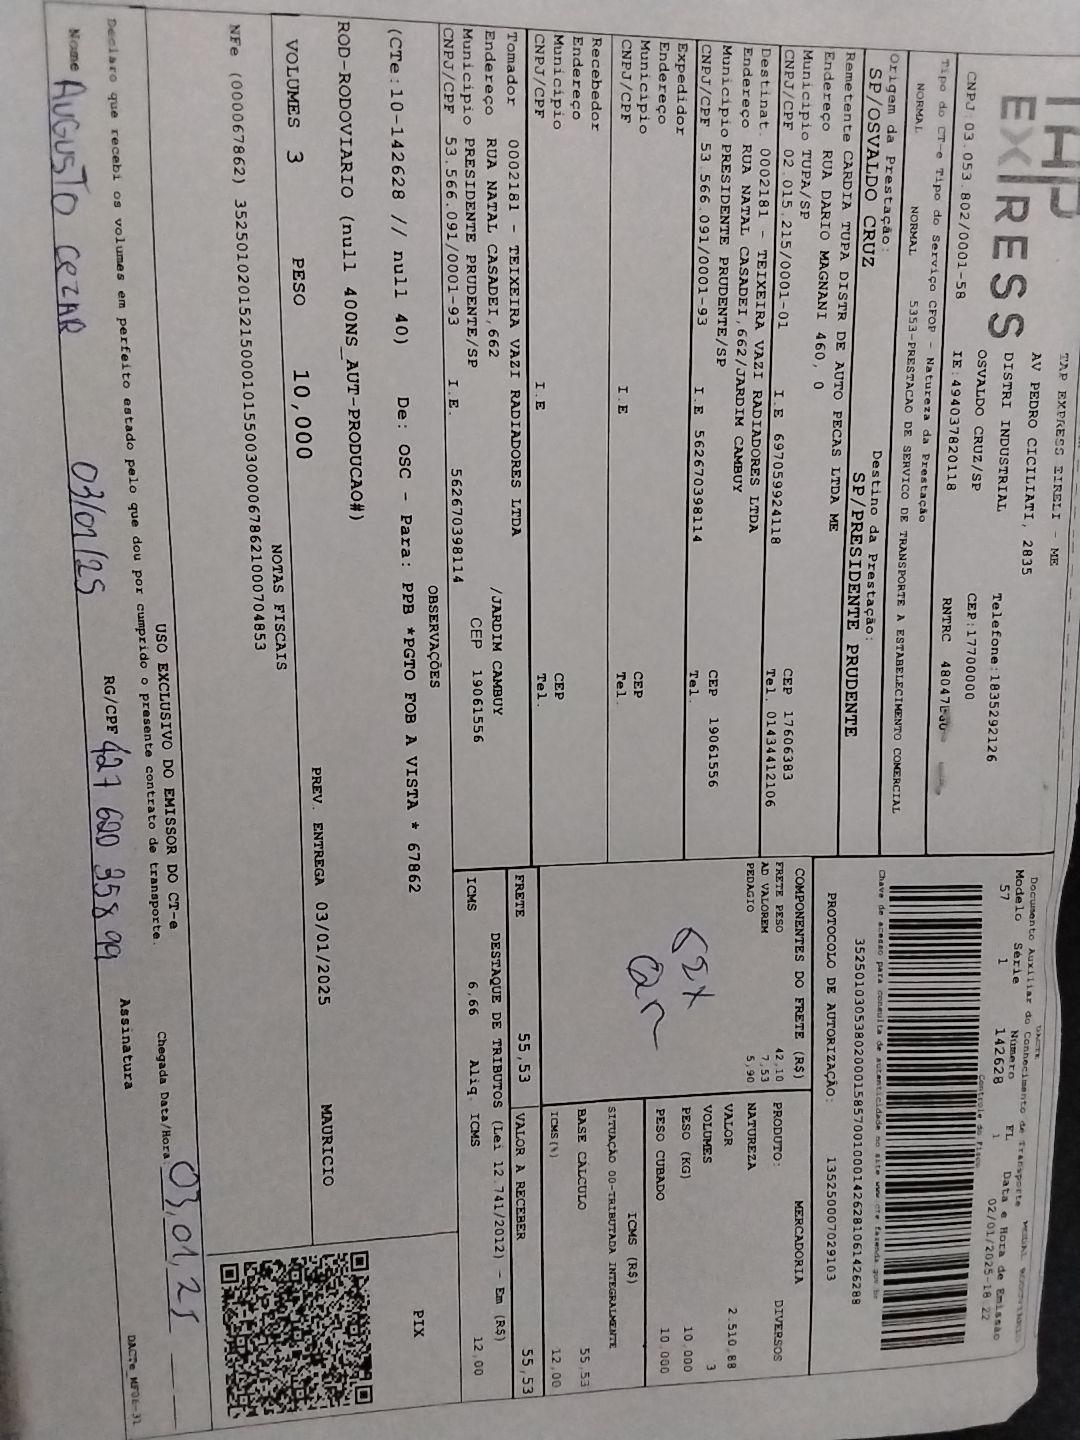 TAP EXPRESS
TAP EXPRESS EIRELI - ME
AV PEDRO CICILIATI, 2835
DISTRI INDUSTRIAL Telefone:1835292126
OSVALDO CRUZ/SP CEP:17700000
CNPJ: 03.053.802/0001-58 IE:494037820118 RNTRC
Tipo do CT-e Tipo do Serviço CFOP - Natureza da Prestação
NORMAL NORMAL 5353-PRESTACAO DE SERVICO DE TRANSPORTE A ESTABELECIMENTO COMERCIAL
Origem da Prestação: Destino da Prestação:
SP/OSVALDO CRUZ SP/PRESIDENTE PRUDENTE
Remetente CARDIA TUPA DISTR DE AUTO PECAS LTDA ME
Endereço RUA DARIO MAGNANI 460, 0
Municipio TUPA/SP CEP 17606383
CNPJ/CPF 02.015.215/0001-01 I.E 697059924118 Tel. 01434412106
Destinat. 0002181 - TEIXEIRA VAZI RADIADORES LTDA
Endereço RUA NATAL CASADEI,662/JARDIM CAMBUY
Município PRESIDENTE PRUDENTE/SP CEP 19061556
CNPJ/CPF 53.566.091/0001-93 I.E 562670398114 Tel.
Expedidor
Endereço
Município CEP
CNPJ/CPF I.E Tel.
Recebedor
Endereço
Municipio CEP
CNPJ/CPF I.E Tel.
Tomador 0002181 - TEIXEIRA VAZI RADIADORES LTDA
Endereço RUA NATAL CASADEI,662 /JARDIM CAMBUY
Municipio PRESIDENTE PRUDENTE/SP CEP 19061556
CNPJ/CPF 53.566.091/0001-93 I.E. 562670398114
Documento Auxiliar do Conhecimento de Transporte
Modelo Série Número FL Data e Hora de Emissão
57 1 142628 1 02/01/2025-18:22
Controle do Fisco
Chave de acesso para consulta de autenticidade no site www.cte.fazenda.gov.br
35250103053802000158570010001426281061426288
PROTOCOLO DE AUTORIZAÇÃO: 135250007029103
COMPONENTES DO FRETE (R$)
FRETE PESO 42,10
AD VALOREM 7,53
PEDAGIO 5,90
MERCADORIA
PRODUTO: DIVERSOS
NATUREZA
VALOR 2.510,88
VOLUMES 3
PESO (KG) 10,000
PESO CUBADO 10,000
ICMS (R$)
SITUAÇÃO 00-TRIBUTADA INTEGRALMENTE
BASE CÁLCULO 55,53
ICMS(%) 12,00
FRETE 55,53 VALOR A RECEBER 55,53
DESTAQUE DE TRIBUTOS (Lei 12.741/2012) - Em (R$)
ICMS 6,66 Aliq. ICMS 12,00
OBSERVAÇÕES
(CTe:10-142628 // null 40) De: OSC - Para: PPB *PGTO FOB A VISTA * 67862
PIX
ROD-RODOVIARIO (null 400NS_AUT-PRODUCAO#)
PREV. ENTREGA 03/01/2025 MAURICIO
VOLUMES 3 PESO 10,000
NOTAS FISCAIS
NFe (000067862) 35250102015215000101550030000678621000704853
USO EXCLUSIVO DO EMISSOR DO CT-e
Declaro que recebi os volumes em perfeito estado pelo que dou por cumprido o presente contrato de transporte.
Chegada Data/Hora: 03,01,25
Nome AUGUSTO CEZAR 03/01/25 RG/CPF 427 620 358 99 Assinatura